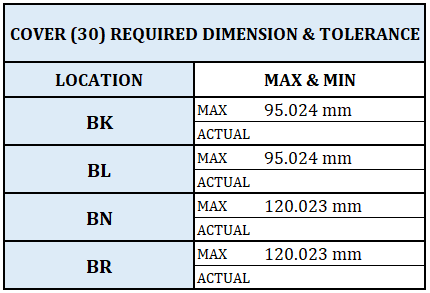 COVER (30) REQUIRED DIMENSION & TOLERANCE
LOCATION MAX & MIN
BK
MAX 95.024 mm
ACTUAL
BL
MAX 95.024 mm
ACTUAL
BN
MAX 120.023 mm
ACTUAL
BR
MAX 120.023 mm
ACTUAL